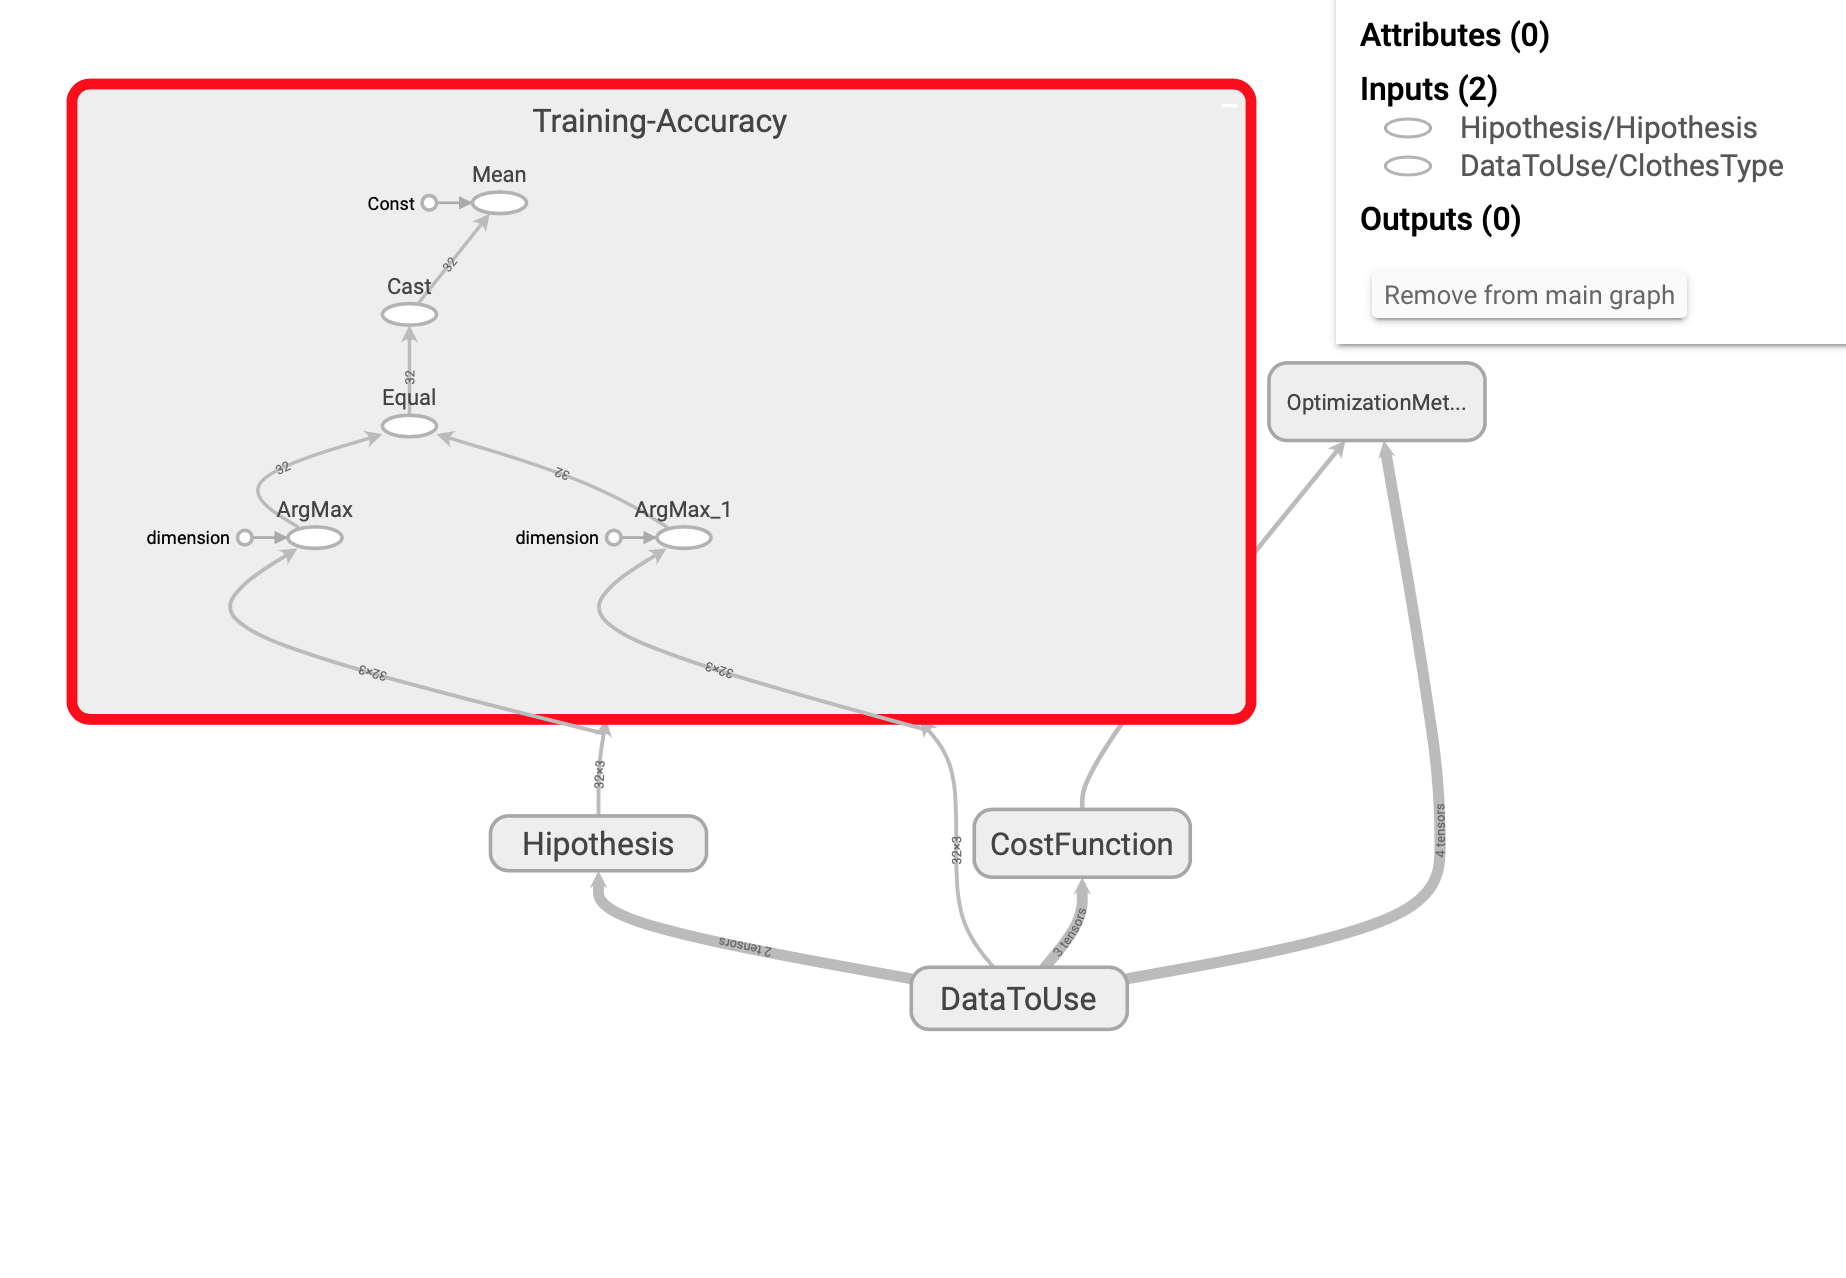 Attributes (0)
Inputs (2)
Hipothesis/Hipothesis
DataToUse/ClothesType
Outputs (0)
Remove from main graph
Training-Accuracy
Mean
Const
32
Cast
32
Equal
32
32
ArgMax
ArgMax_1
dimension
dimension
32×3
32×3
OptimizationMet...
32×3
Hipothesis
32×3
CostFunction
4 tensors
2 tensors
3 tensors
DataToUse